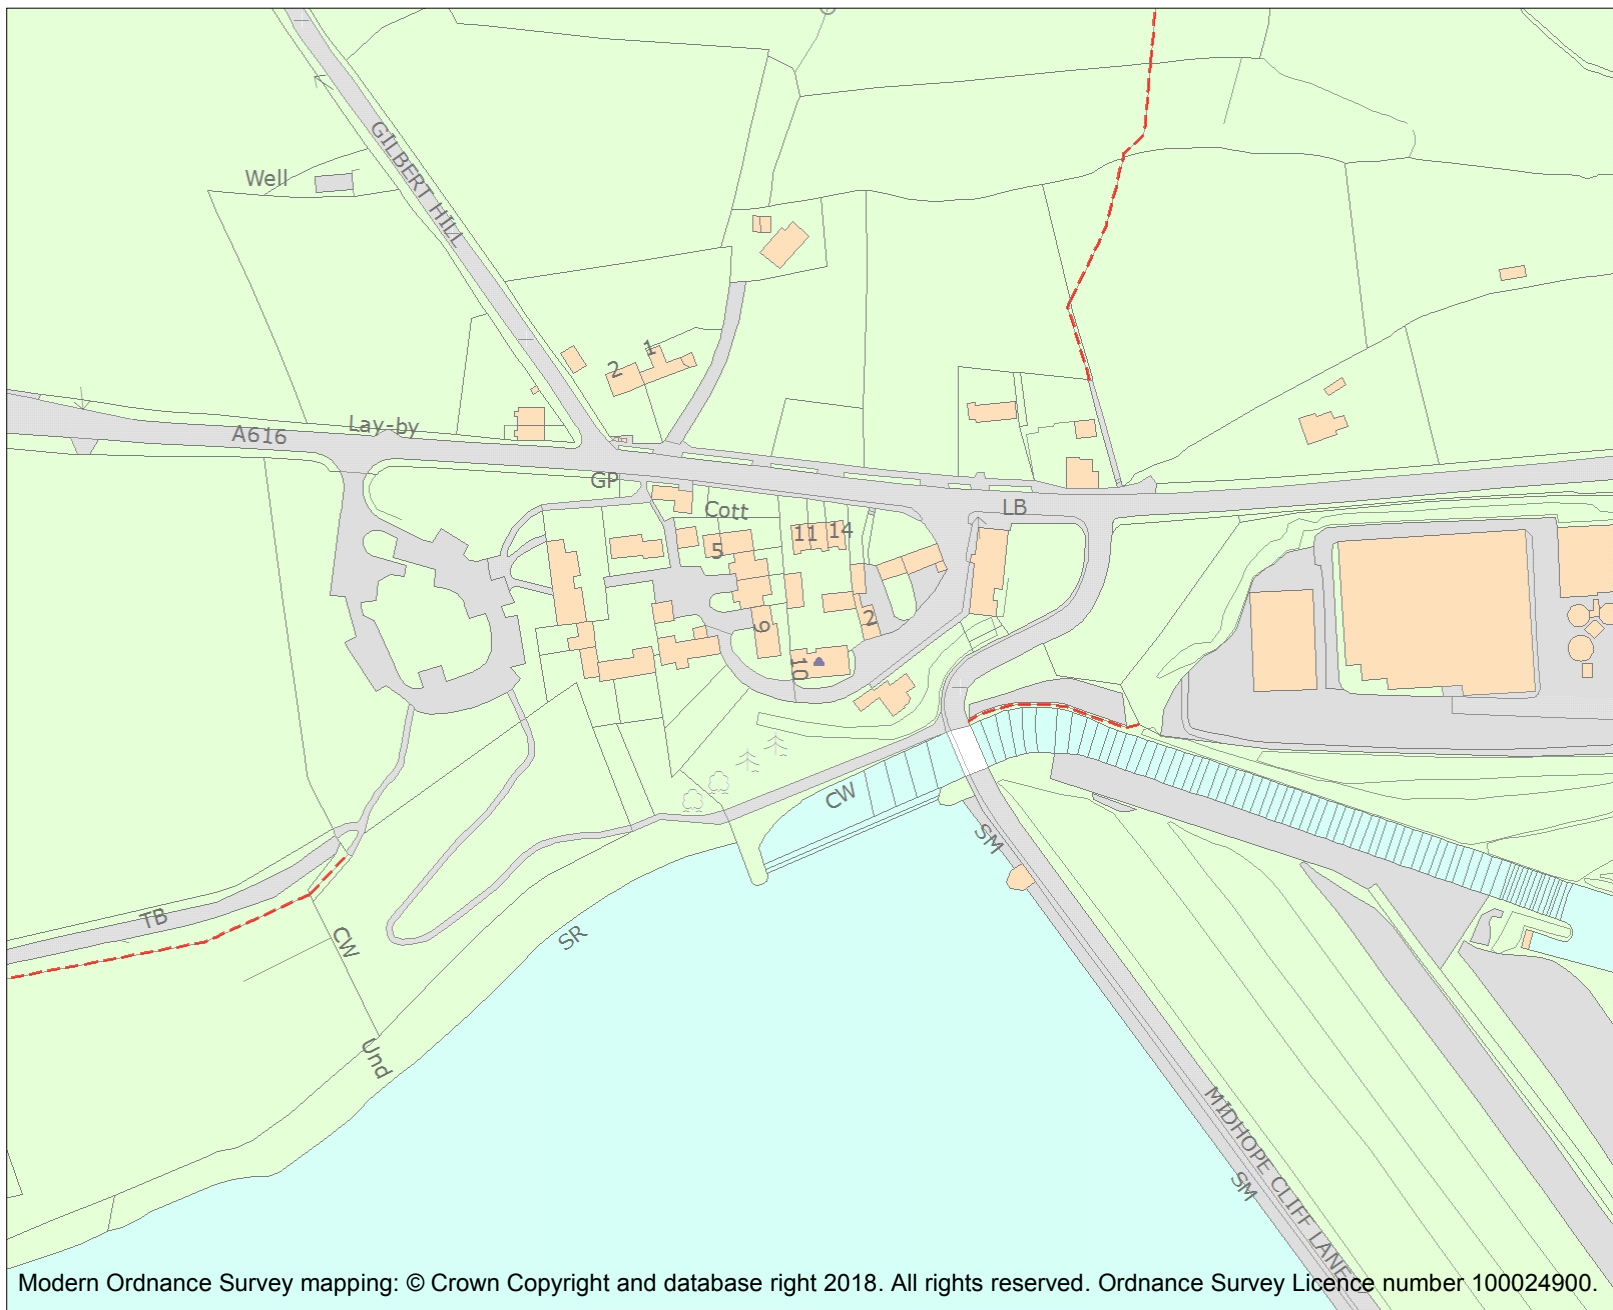 GILBERT HILL
Well
2
1
A616
Lay-by
GP
Cott
LB
5
11
14
9
2
10
CW
SM
TB
CW
SR
Und
MIDHOPE CLIFF LANE
SM
Modern Ordnance Survey mapping: © Crown Copyright and database right 2018. All rights reserved. Ordnance Survey Licence number 100024900.